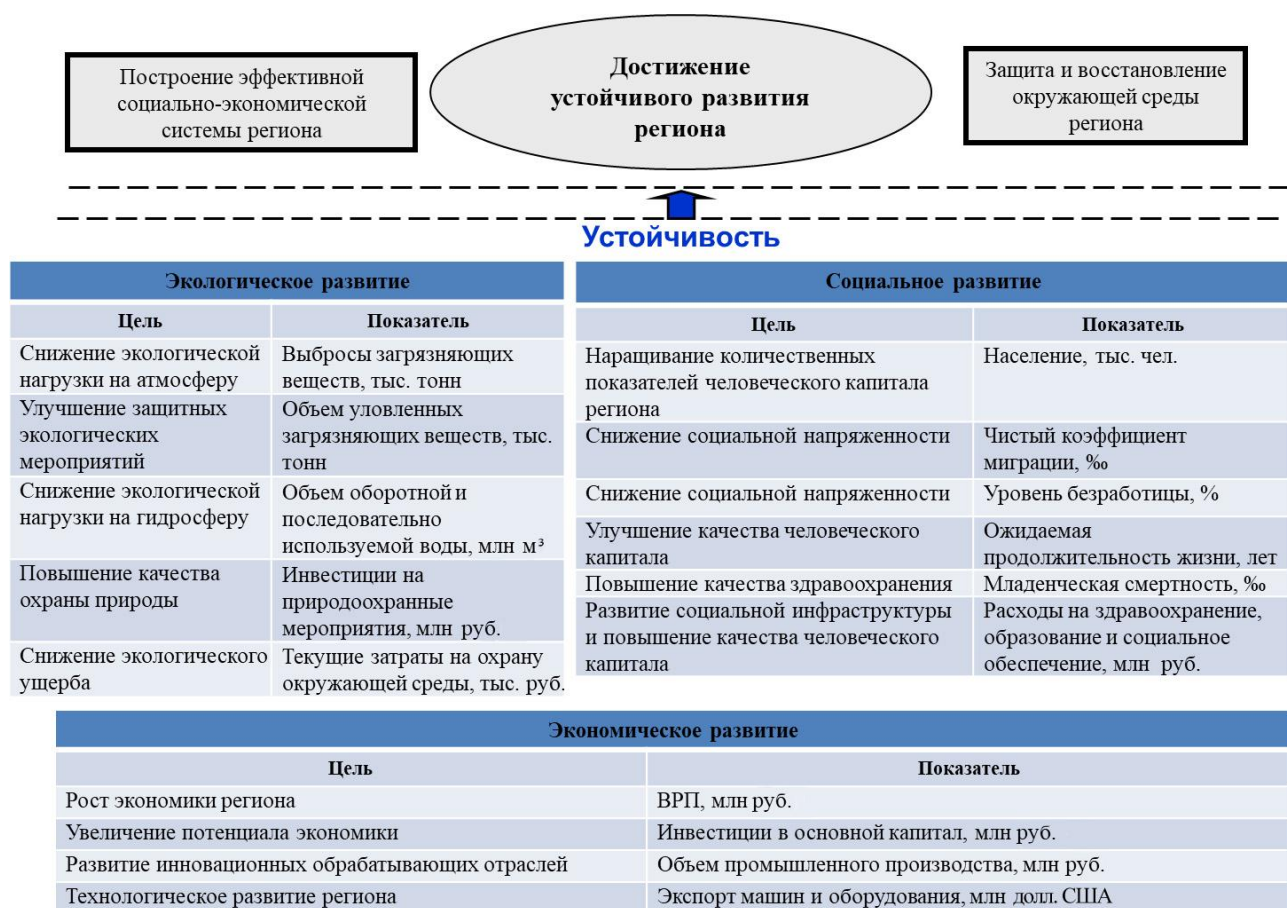 Построение эффективной
социально-экономической
системы региона
Достижение
устойчивого развития
региона
Защита и восстановление
окружающей среды
региона
Устойчивость
Экологическое развитие
Цель
Показатель
Снижение экологической
нагрузки на атмосферу
Выбросы загрязняющих
веществ, тыс. тонн
Улучшение защитных
экологических
мероприятий
Объем уловленных
загрязняющих веществ, тыс.
тонн
Снижение экологической
нагрузки на гидросферу
Объем оборотной и
последовательно
используемой воды, млн м³
Повышение качества
охраны природы
Инвестиции на
природоохранные
мероприятия, млн руб.
Снижение экологического
ущерба
Текущие затраты на охрану
окружающей среды, тыс. руб.
Социальное развитие
Цель
Показатель
Наращивание количественных
показателей человеческого капитала
региона
Население, тыс. чел.
Снижение социальной напряженности
Чистый коэффициент
миграции, ‰
Снижение социальной напряженности
Уровень безработицы, %
Улучшение качества человеческого
капитала
Ожидаемая
продолжительность жизни, лет
Повышение качества здравоохранения
Младенческая смертность, ‰
Развитие социальной инфраструктуры
и повышение качества человеческого
капитала
Расходы на здравоохранение,
образование и социальное
обеспечение, млн руб.
Экономическое развитие
Цель
Показатель
Рост экономики региона
ВРП, млн руб.
Увеличение потенциала экономики
Инвестиции в основной капитал, млн руб.
Развитие инновационных обрабатывающих отраслей
Объем промышленного производства, млн руб.
Технологическое развитие региона
Экспорт машин и оборудования, млн долл. США